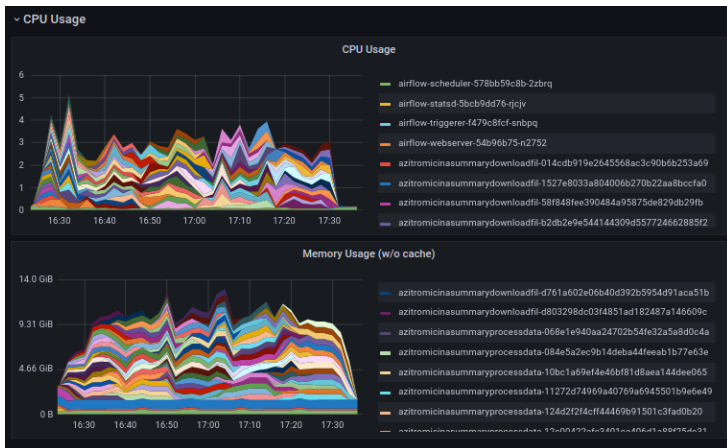 CPU Usage
CPU Usage
6
5
4
3
2
1
0
16:30 16:40 16:50 17:00 17:10 17:20 17:30
airflow-scheduler-578bb59c8b-2zbrq
airflow-statsd-5bcb9dd76-rjcjv
airflow-triggerer-f479c8fcf-snbpq
airflow-webserver-54b96b75-n2752
azitromicinasummarydownloadfil-014cdb919e2645568ac3c90b6b253a69
azitromicinasummarydownloadfil-1527e8033a804006b270b22aa8bccfa0
azitromicinasummarydownloadfil-58f848fee390484a95875de829db29fb
azitromicinasummarydownloadfil-b2db2e9e544144309d557724662885f2
Memory Usage (w/o cache)
14.0 GiB
9.31 GiB
4.66 GiB
0 B
16:30 16:40 16:50 17:00 17:10 17:20 17:30
azitromicinasummarydownloadfil-d761a602e06b40d392b5954d91aca51b
azitromicinasummarydownloadfil-d803298dc03f4851ad182487a146609c
azitromicinasummaryprocessdata-068e1e940aa24702b54fe32a5a8d0c4a
azitromicinasummaryprocessdata-084e5a2ec9b14deba44feeab1b77e63e
azitromicinasummaryprocessdata-10bc1a69ef4e46bf81d8aea144dee065
azitromicinasummaryprocessdata-11272d74969a40769a6945501b9e6e49
azitromicinasummaryprocessdata-124d2f2f4cff44469b91501c3fad0b20